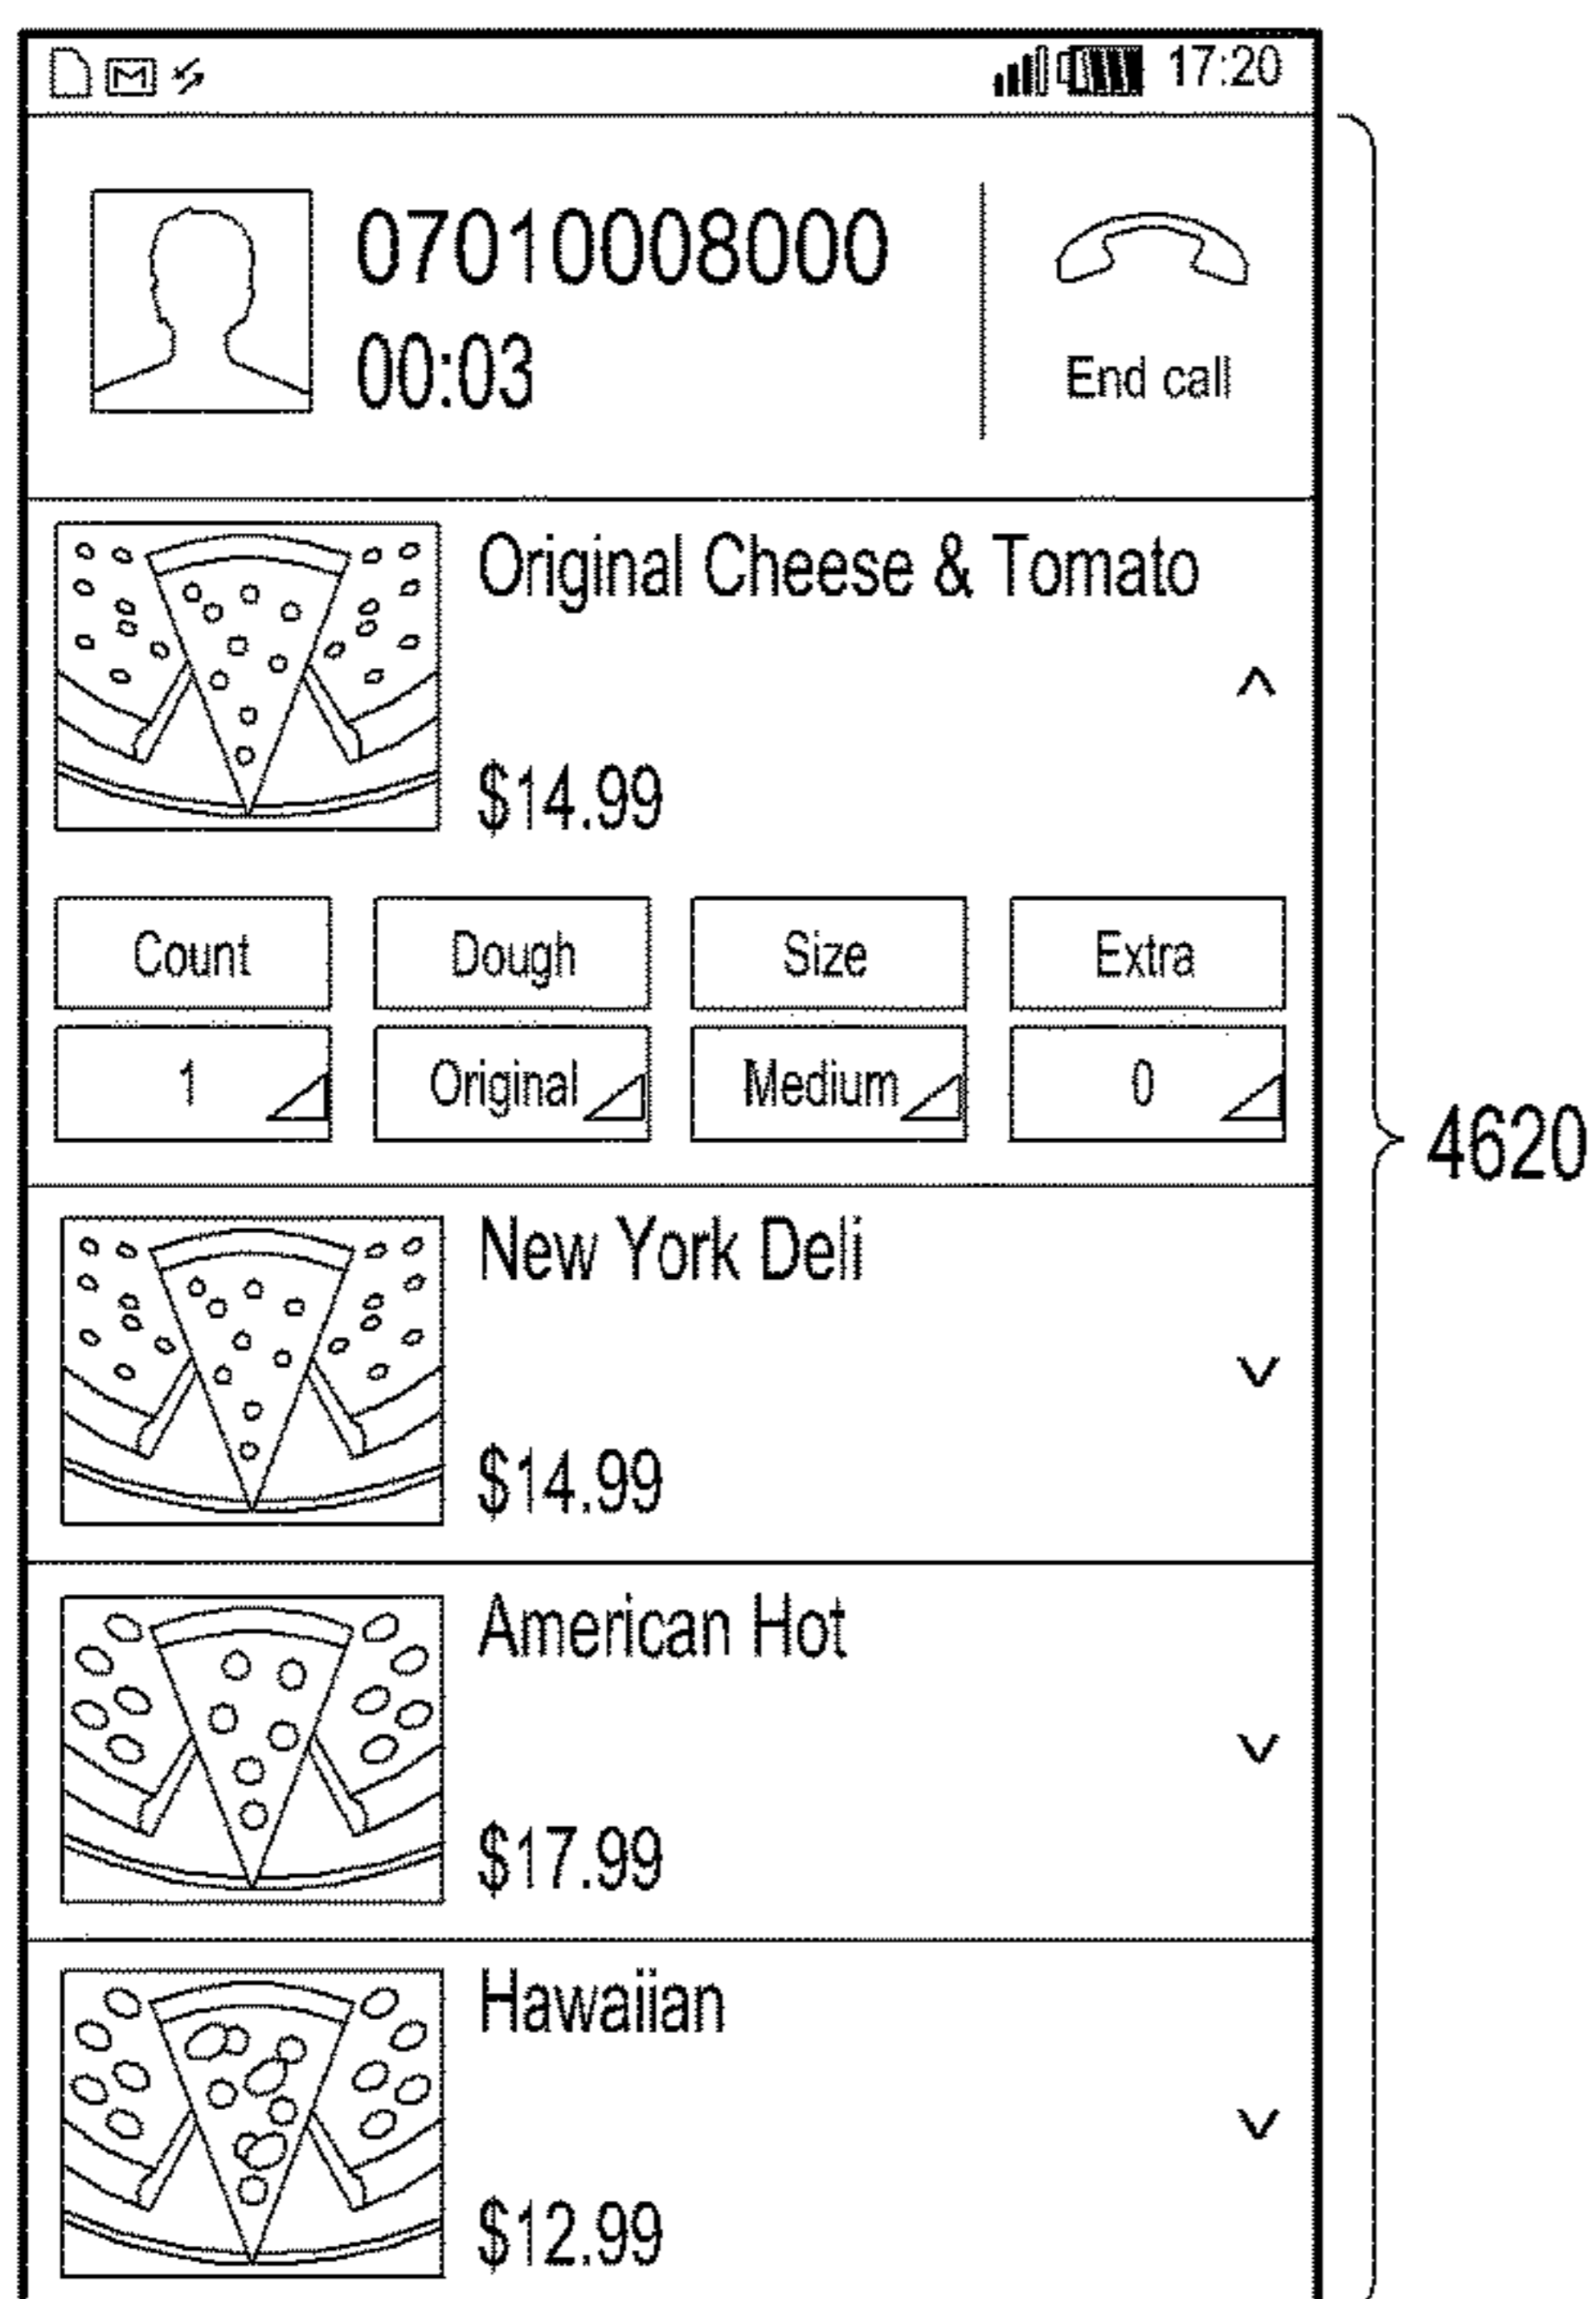 17:20
07010008000
00:03
End call
Original Cheese & Tomato
$14.99
Count Dough Size Extra
1 Original Medium 0
4620
New York Deli
$14.99
American Hot
$17.99
Hawaiian
$12.99